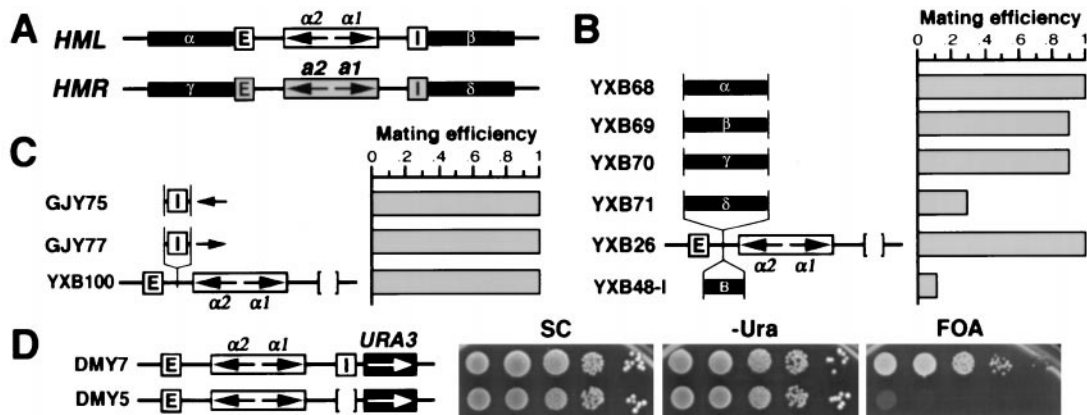 A
HML
α
E
α2 α1
I
β
HMR
γ
E
a2 a1
I
δ
B
Mating efficiency
0 .2 .4 .6 .8 1
YXB68
α
YXB69
β
YXB70
γ
YXB71
δ
YXB26
E
α2 α1
YXB48-I
B
C
Mating efficiency
0 .2 .4 .6 .8 1
GJY75
I
GJY77
I
YXB100
E
α2 α1
D
α2 α1
URA3
DMY7
E
I
DMY5
E
SC
-Ura
FOA